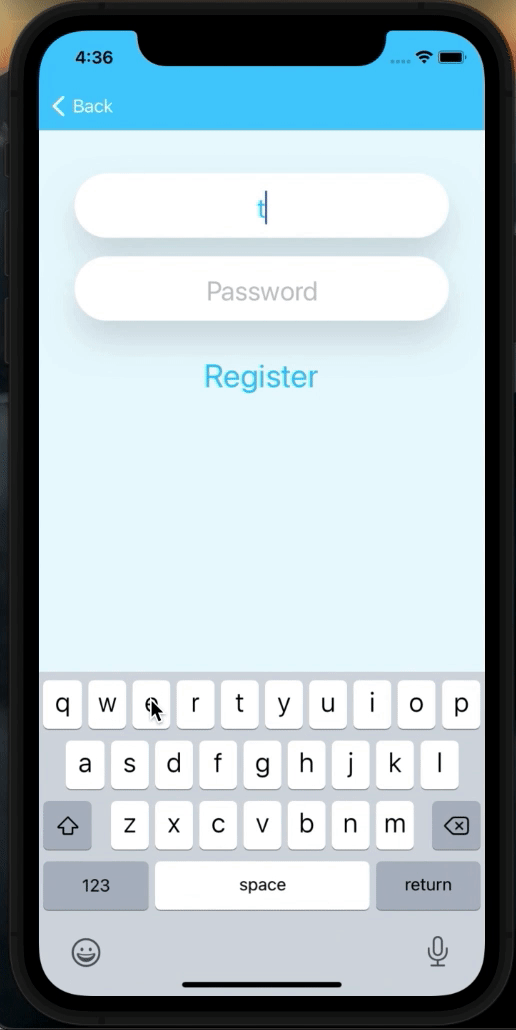 4:36
Back
t
Password
Register
q w e r t y u i o p
a s d f g h j k l
z x c v b n m
123 space return